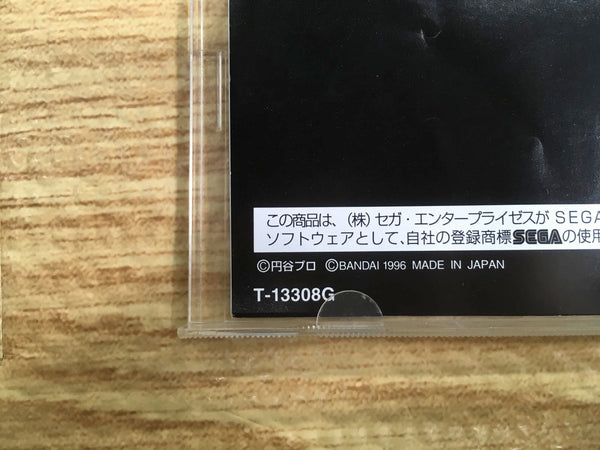 この商品は、(株)セガ・エンタープライゼスが SEGA
ソフトウェアとして、自社の登録商標SEGAの使用
©円谷プロ ©BANDAI 1996 MADE IN JAPAN
T-13308G